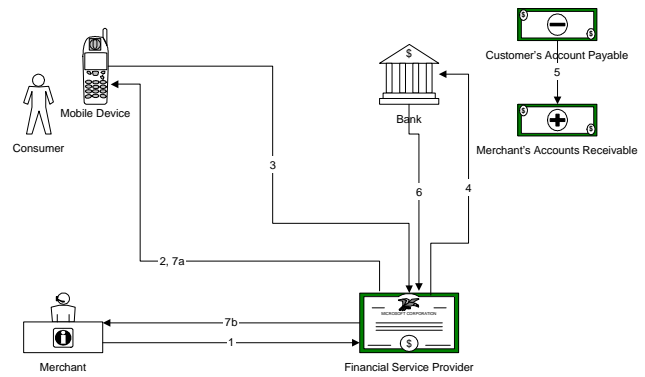 $ $
Customer's Account Payable
5
$ $
Merchant's Accounts Receivable
$
Bank
Mobile Device
Consumer
3
6
4
2, 7a
7b
1
MICROSOFT CORPORATION
$
Merchant
Financial Service Provider